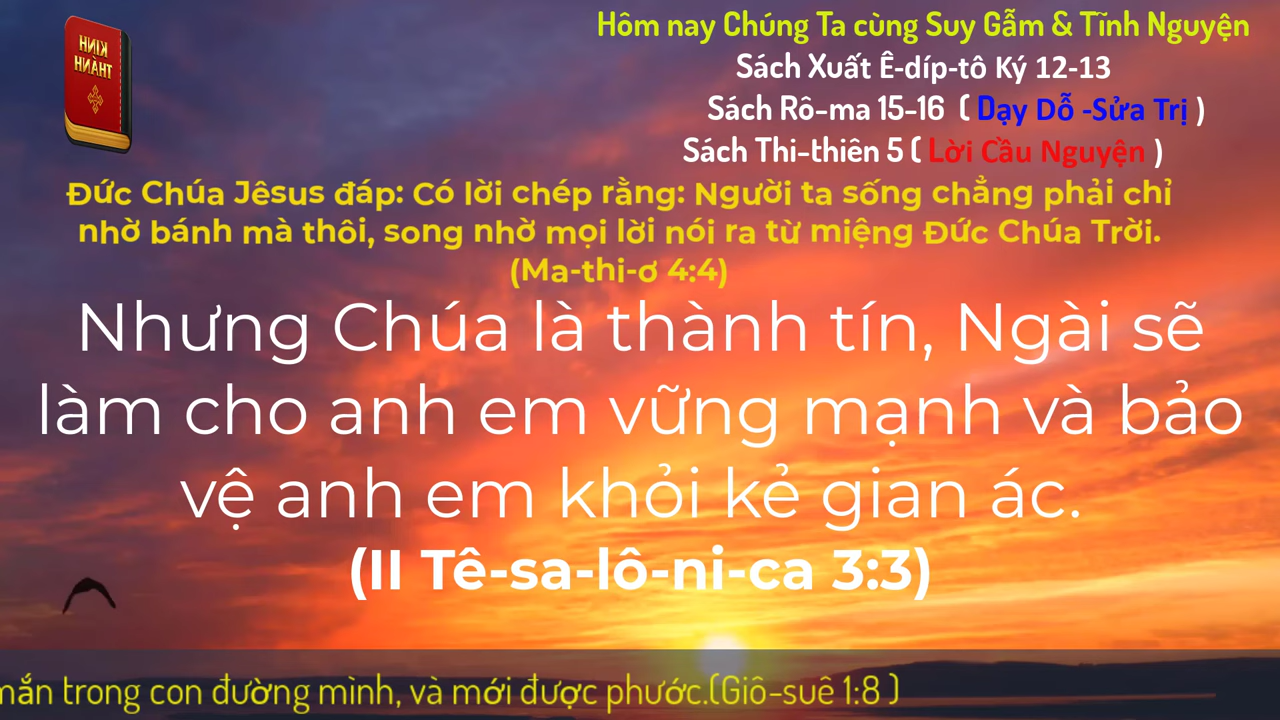 KINH
THÁNH
Hôm nay Chúng Ta cùng Suy Gẫm & Tĩnh Nguyện
Sách Xuất Ê-díp-tô Ký 12-13
Sách Rô-ma 15-16 ( Dạy Dỗ -Sửa Trị )
Sách Thi-thiên 5 ( Lời Cầu Nguyện )
Đức Chúa Jêsus đáp: Có lời chép rằng: Người ta sống chẳng phải chỉ
nhờ bánh mà thôi, song nhờ mọi lời nói ra từ miệng Đức Chúa Trời.
(Ma-thi-ơ 4:4)
Nhưng Chúa là thành tín, Ngài sẽ
làm cho anh em vững mạnh và bảo
vệ anh em khỏi kẻ gian ác.
(II Tê-sa-lô-ni-ca 3:3)
mắn trong con đường mình, và mới được phước.(Giô-suê 1:8 )